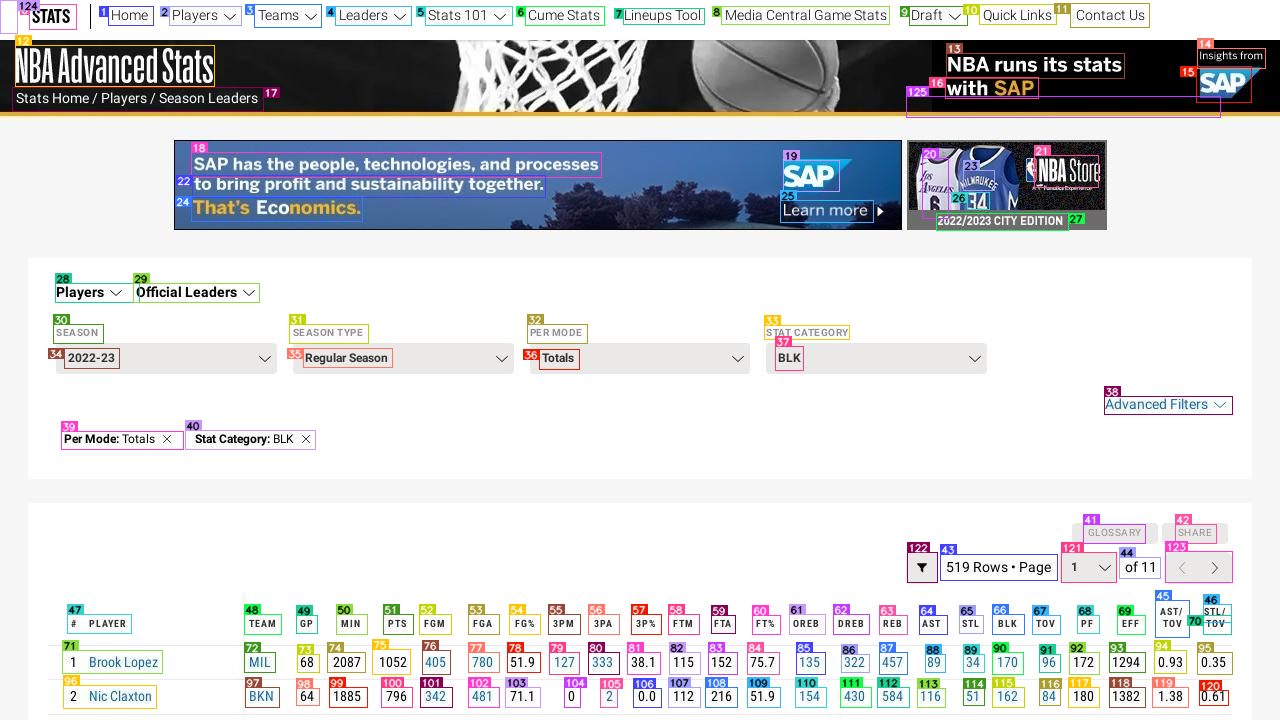 STATS
Home
Players
Teams
Leaders
Stats 101
Cume Stats
Lineups Tool
Media Central Game Stats
Draft
Quick Links
Contact Us
NBA Advanced Stats
Stats Home / Players / Season Leaders
NBA runs its stats
with SAP
Insights from
SAP
SAP has the people, technologies, and processes
to bring profit and sustainability together.
That's Economics.
SAP
Learn more
LOS ANGELES
6
MILWAUKEE
34
NBA Store
A Fanatics Experience
2022/2023 CITY EDITION
Players
Official Leaders
SEASON
SEASON TYPE
PER MODE
STAT CATEGORY
2022-23
Regular Season
Totals
BLK
Advanced Filters
Per Mode: Totals
Stat Category: BLK
GLOSSARY
SHARE
519 Rows • Page
1
of 11
# PLAYER TEAM GP MIN PTS FGM FGA FG% 3PM 3PA 3P% FTM FTA FT% OREB DREB REB AST STL BLK TOV PF EFF AST/TOV STL/TOV
1 Brook Lopez MIL 68 2087 1052 405 780 51.9 127 333 38.1 115 152 75.7 135 322 457 89 34 170 96 172 1294 0.93 0.35
2 Nic Claxton BKN 64 1885 796 342 481 71.1 0 2 0.0 112 216 51.9 154 430 584 116 51 162 84 180 1382 1.38 0.61